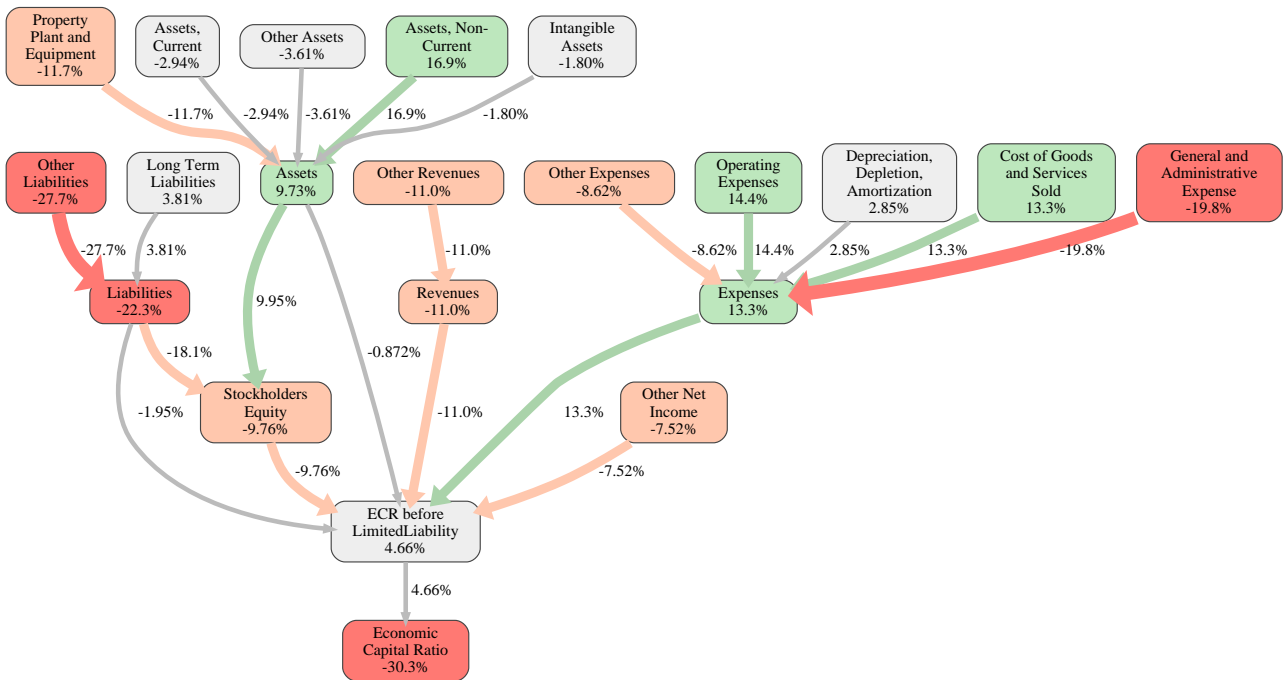 Property
Plant and
Equipment
-11.7%
Assets,
Current
-2.94%
Other Assets
-3.61%
Assets, Non-
Current
16.9%
Intangible
Assets
-1.80%
-11.7%
-2.94%
-3.61%
16.9%
-1.80%
Other
Liabilities
-27.7%
Long Term
Liabilities
3.81%
Assets
9.73%
Other Revenues
-11.0%
Other Expenses
-8.62%
Operating
Expenses
14.4%
Depreciation,
Depletion,
Amortization
2.85%
Cost of Goods
and Services
Sold
13.3%
General and
Administrative
Expense
-19.8%
-27.7%
3.81%
-11.0%
-8.62%
14.4%
2.85%
13.3%
-19.8%
Liabilities
-22.3%
9.95%
Revenues
-11.0%
Expenses
13.3%
-18.1%
-0.872%
Stockholders
Equity
-9.76%
-1.95%
-11.0%
13.3%
Other Net
Income
-7.52%
-9.76%
-7.52%
ECR before
LimitedLiability
4.66%
4.66%
Economic
Capital Ratio
-30.3%